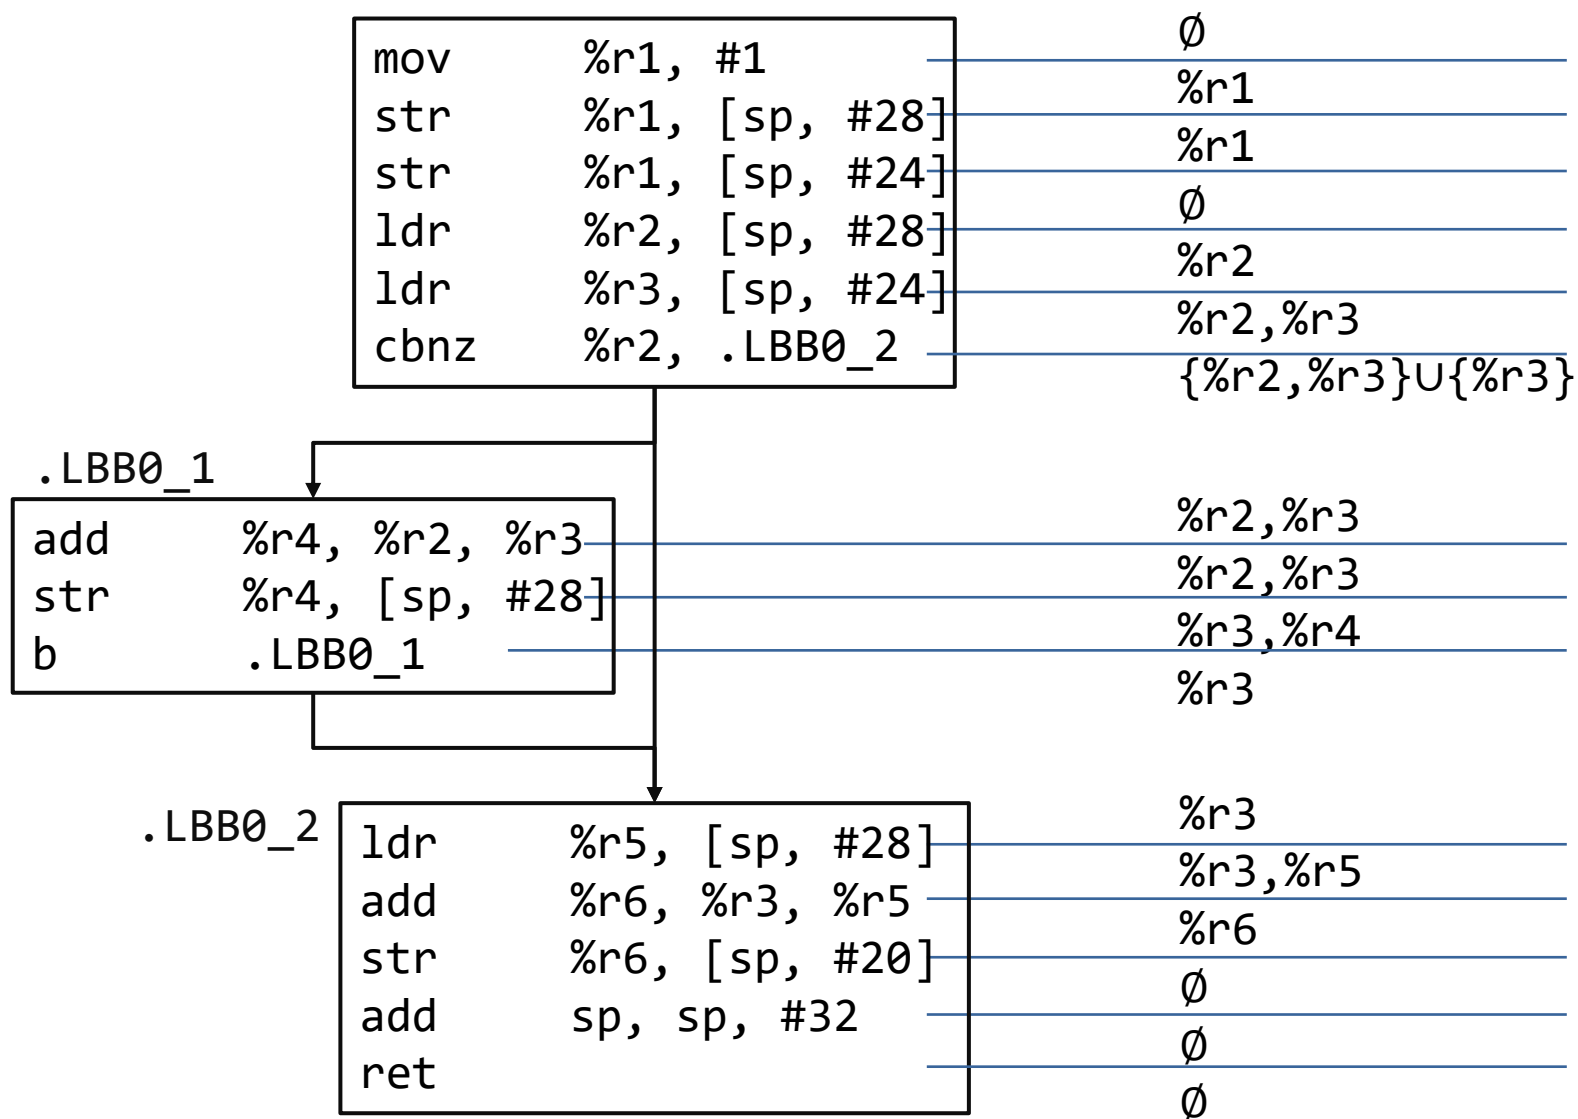 mov %r1, #1
str %r1, [sp, #28]
str %r1, [sp, #24]
ldr %r2, [sp, #28]
ldr %r3, [sp, #24]
cbnz %r2, .LBB0_2
∅
%r1
%r1
∅
%r2
%r2,%r3
{%r2,%r3}∪{%r3}
.LBB0_1
add %r4, %r2, %r3
str %r4, [sp, #28]
b .LBB0_1
%r2,%r3
%r2,%r3
%r3,%r4
%r3
.LBB0_2
ldr %r5, [sp, #28]
add %r6, %r3, %r5
str %r6, [sp, #20]
add sp, sp, #32
ret
%r3
%r3,%r5
%r6
∅
∅
∅